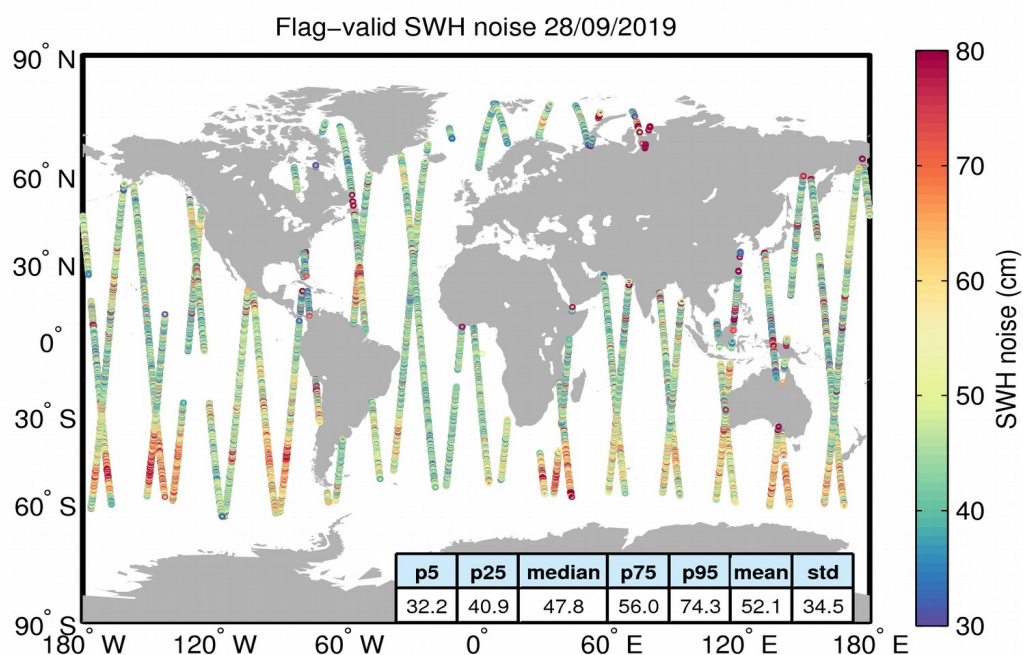 Flag−valid SWH noise 28/09/2019
90° N
60° N
30° N
0°
30° S
60° S
90° S
180° W
120° W
60° W
0°
60° E
120° E
180° E
80
70
60
50
40
30
SWH noise (cm)
p5 p25 median p75 p95 mean std
32.2 40.9 47.8 56.0 74.3 52.1 34.5